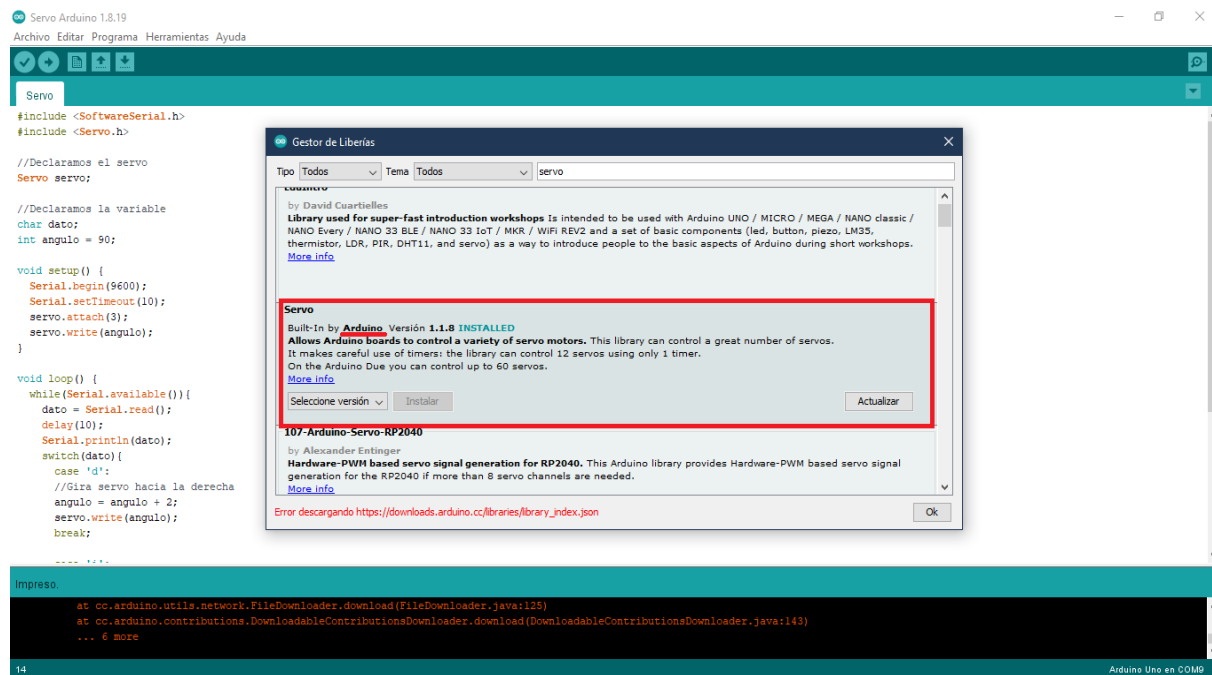 Servo Arduino 1.8.19
Archivo Editar Programa Herramientas Ayuda
Servo
#include <SoftwareSerial.h>
#include <Servo.h>
//Declaramos el servo
Servo servo;
//Declaramos la variable
char dato;
int angulo = 90;
void setup() {
Serial.begin(9600);
Serial.setTimeout(10);
servo.attach(3);
servo.write(angulo);
}
void loop() {
while(Serial.available()){
dato = Serial.read();
delay(10);
Serial.println(dato);
switch(dato){
case 'd':
//Gira servo hacia la derecha
angulo = angulo + 2;
servo.write(angulo);
break;
Gestor de Liberías
Tipo Todos Tema Todos servo
by David Cuartielles
Library used for super-fast introduction workshops Is intended to be used with Arduino UNO / MICRO / MEGA / NANO classic /
NANO Every / NANO 33 BLE / NANO 33 IoT / MKR / WiFi REV2 and a set of basic components (led, button, piezo, LM35,
thermistor, LDR, PIR, DHT11, and servo) as a way to introduce people to the basic aspects of Arduino during short workshops.
More info
Servo
Built-In by Arduino Versión 1.1.8 INSTALLED
Allows Arduino boards to control a variety of servo motors. This library can control a great number of servos.
It makes careful use of timers: the library can control 12 servos using only 1 timer.
On the Arduino Due you can control up to 60 servos.
More info
Seleccione versión Instalar Actualizar
107-Arduino-Servo-RP2040
by Alexander Entinger
Hardware-PWM based servo signal generation for RP2040. This Arduino library provides Hardware-PWM based servo signal
generation for the RP2040 if more than 8 servo channels are needed.
More info
Error descargando https://downloads.arduino.cc/libraries/library_index.json
Ok
Impreso.
at cc.arduino.utils.network.FileDownloader.download(FileDownloader.java:125)
at cc.arduino.contributions.DownloadableContributionsDownloader.download(DownloadableContributionsDownloader.java:143)
... 6 more
14 Arduino Uno en COM9